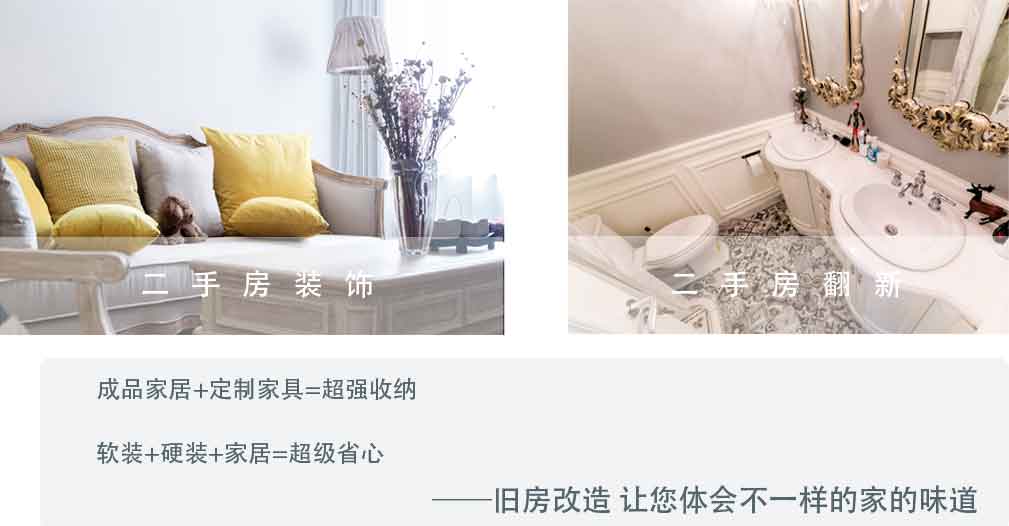 二手房装饰
二手房翻新
成品家居+定制家具=超强收纳
软装+硬装+家居=超级省心
——旧房改造 让您体会不一样的家的味道